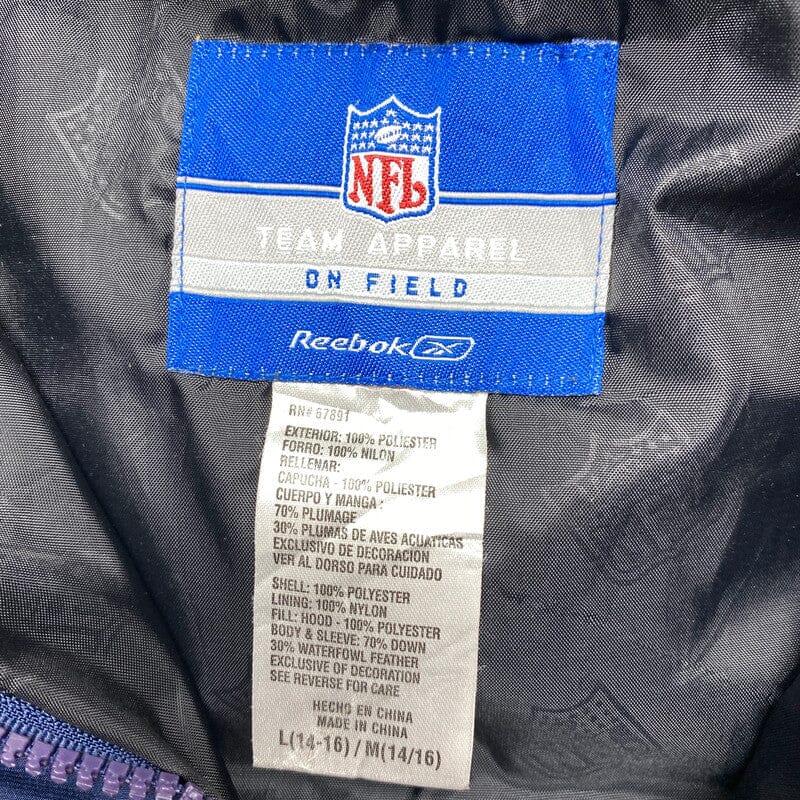 NFL
TEAM APPAREL
ON FIELD
Reebok
RN# 67891
EXTERIOR: 100% POLIESTER
FORRO: 100% NILON
RELLENAR:
CAPUCHA - 100% POLIESTER
CUERPO Y MANGA :
70% PLUMAGE
30% PLUMAS DE AVES ACUATICAS
EXCLUSIVO DE DECORACION
VER AL DORSO PARA CUIDADO
SHELL: 100% POLYESTER
LINING: 100% NYLON
FILL: HOOD - 100% POLYESTER
BODY & SLEEVE: 70% DOWN
30% WATERFOWL FEATHER
EXCLUSIVE OF DECORATION
SEE REVERSE FOR CARE
HECHO EN CHINA
MADE IN CHINA
L(14-16) / M(14/16)